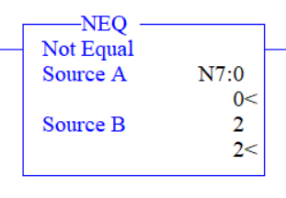 NEQ
Not Equal
Source A N7:0
0<
Source B 2
2<